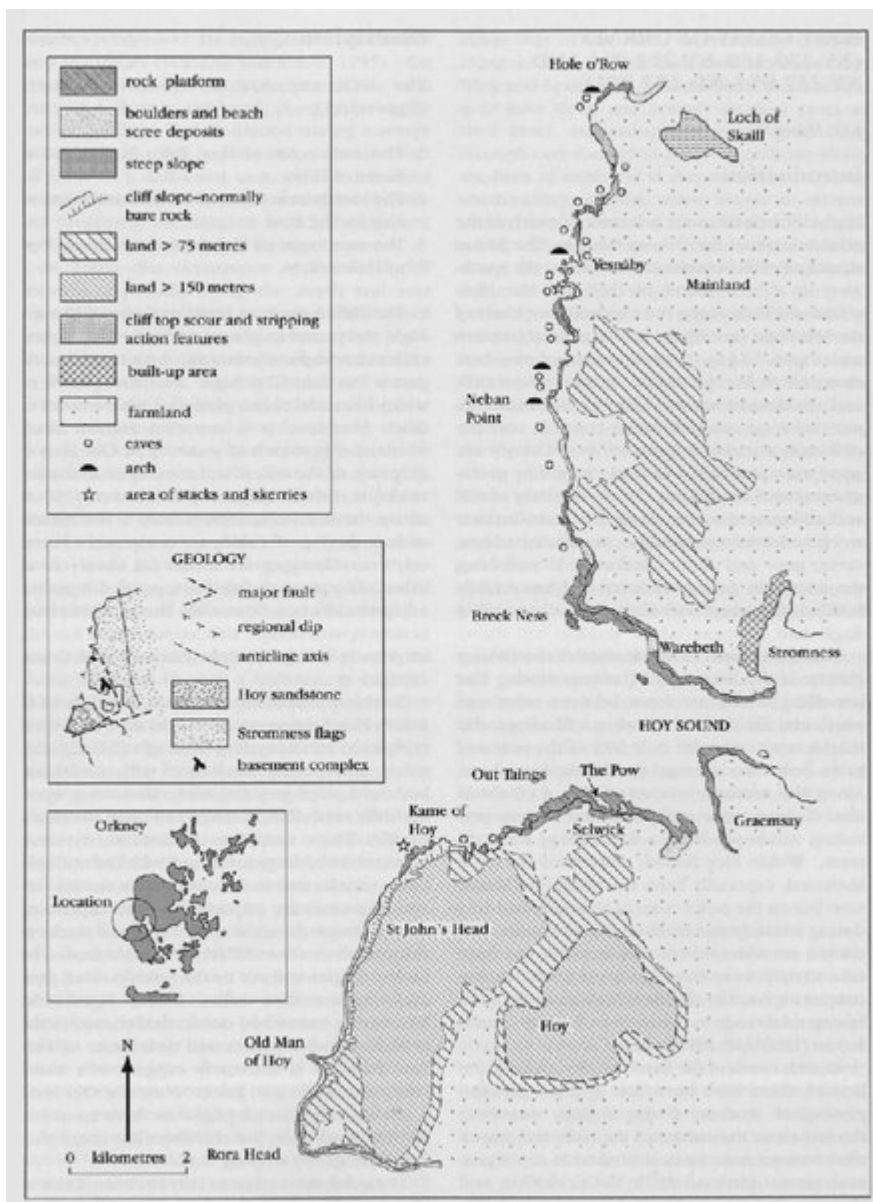 rock platform
boulders and beach
scree deposits
steep slope
cliff slope–normally
bare rock
land > 75 metres
land > 150 metres
cliff top scour and stripping
action features
built-up area
farmland
caves
arch
area of stacks and skerries
GEOLOGY
major fault
regional dip
anticline axis
Hoy sandstone
Stromness flags
basement complex
Orkney
Location
N
0 kilometres 2
Hole o'Row
Loch of
Skaill
Yesnaby
Mainland
Neban
Point
Breck Ness
Warebeth
Stromness
HOY SOUND
Out Taings
The Pow
Kame of
Hoy
Selwick
Graemsay
St John's Head
Hoy
Old Man
of Hoy
Rora Head